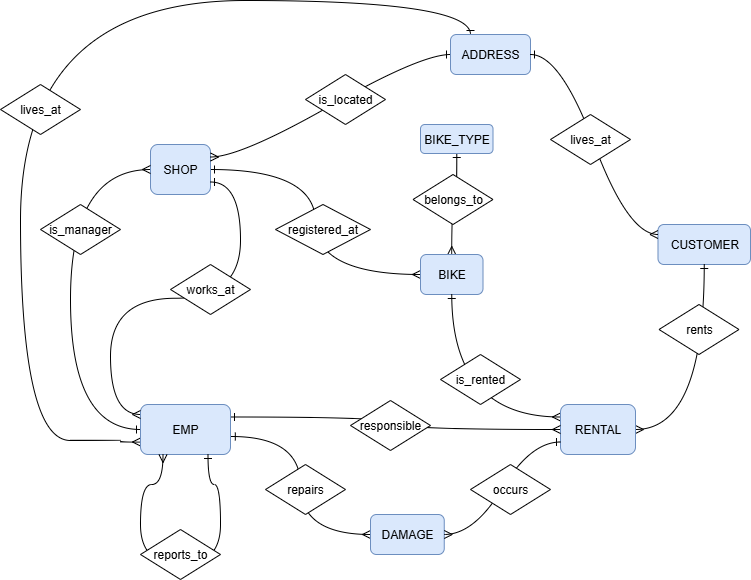 ADDRESS
lives_at
is_located
BIKE_TYPE
lives_at
SHOP
belongs_to
is_manager
registered_at
CUSTOMER
BIKE
works_at
rents
is_rented
EMP
responsible
RENTAL
repairs
occurs
DAMAGE
reports_to